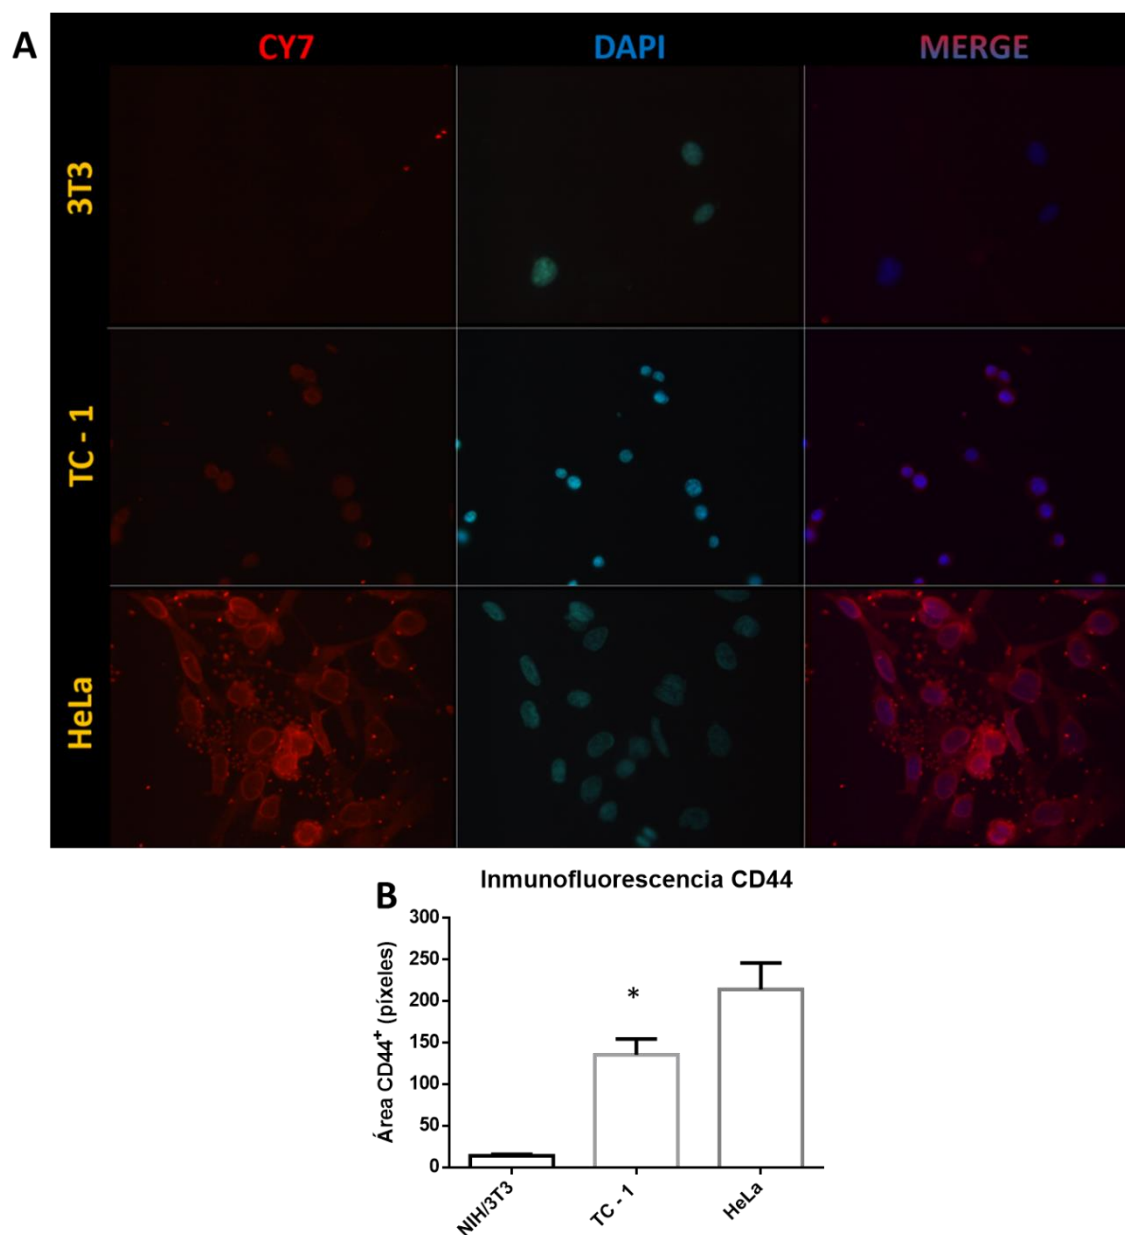 A
CY7 DAPI MERGE
3T3
TC - 1
HeLa
B
Inmunofluorescencia CD44
Área CD44+ (píxeles)
300
250
200
150
100
50
0
*
NIH/3T3 TC - 1 HeLa